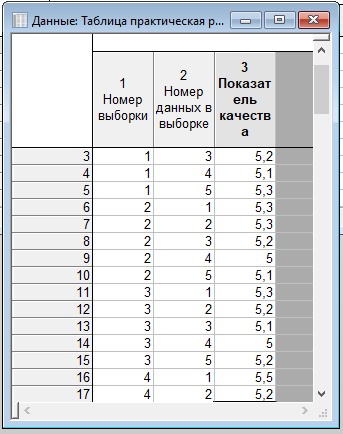 Данные: Таблица практическая р...
1 Номер выборки 2 Номер данных в выборке 3 Показат ель качеств а
3 1 3 5,2
4 1 4 5,1
5 1 5 5,3
6 2 1 5,3
7 2 2 5,3
8 2 3 5,2
9 2 4 5
10 2 5 5,1
11 3 1 5,3
12 3 2 5,2
13 3 3 5,1
14 3 4 5
15 3 5 5,2
16 4 1 5,5
17 4 2 5,2